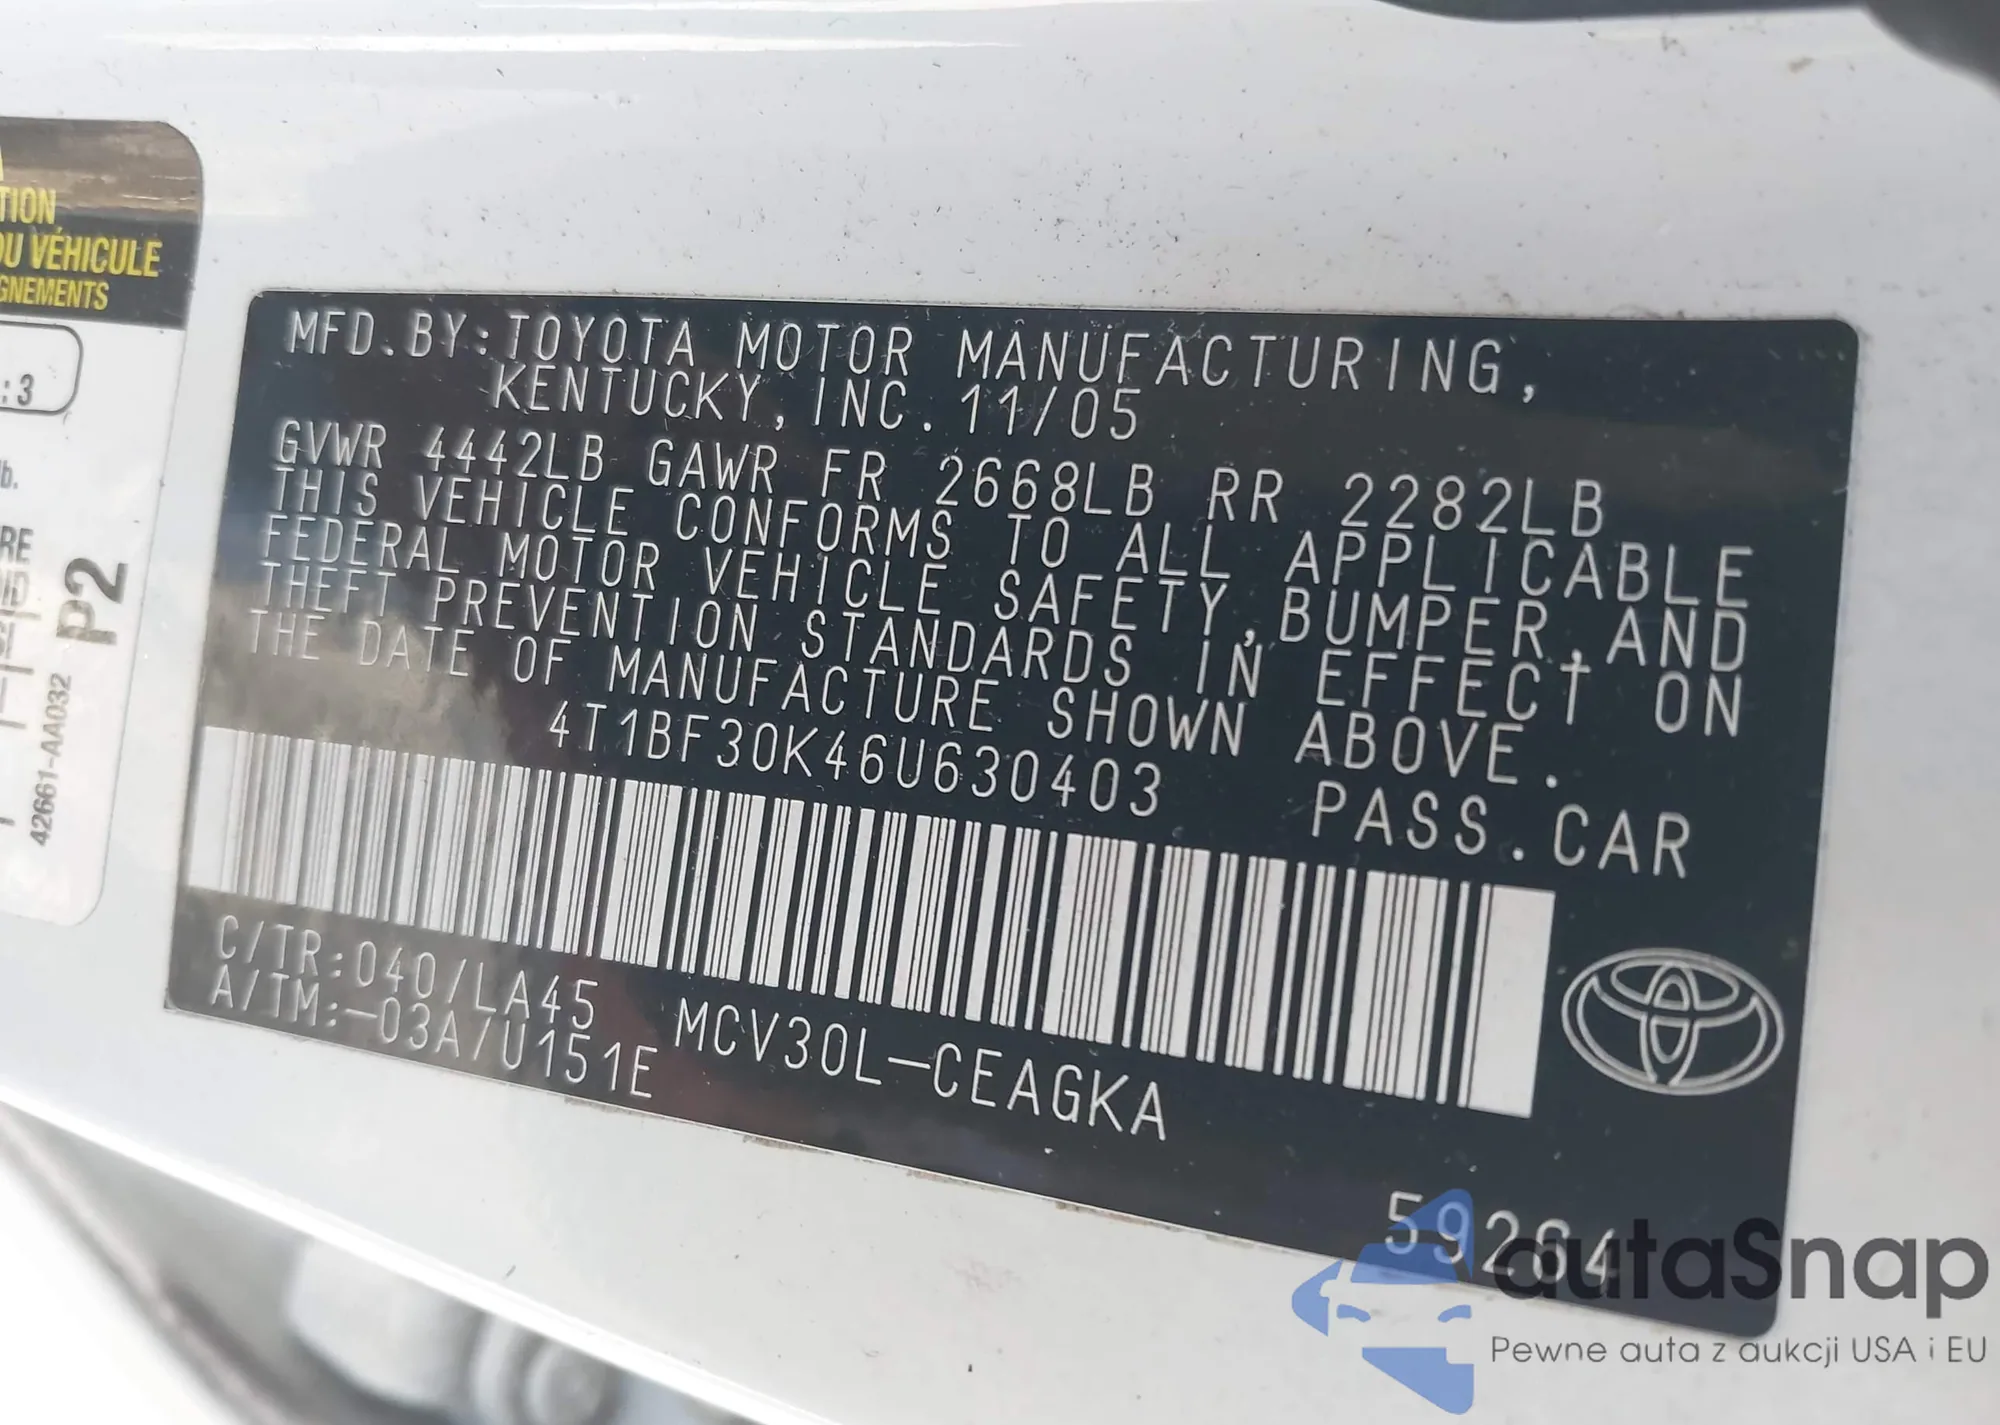 TION
DU VÉHICULE
GNEMENTS
:3
lb.
P2
42661-AA032
MFD.BY:TOYOTA MOTOR MANUFACTURING,
KENTUCKY, INC. 11/05
GVWR 4442LB GAWR FR 2668LB RR 2282LB
THIS VEHICLE CONFORMS TO ALL APPLICABLE
FEDERAL MOTOR VEHICLE SAFETY,BUMPER,AND
THEFT PREVENTION STANDARDS IN EFFECT ON
THE DATE OF MANUFACTURE SHOWN ABOVE.
4T1BF30K46U630403 PASS.CAR
C/TR:040/LA45 MCV30L-CEAGKA
A/TM:-03A/U151E
59264
autaSnap
Pewne auta z aukcji USA i EU